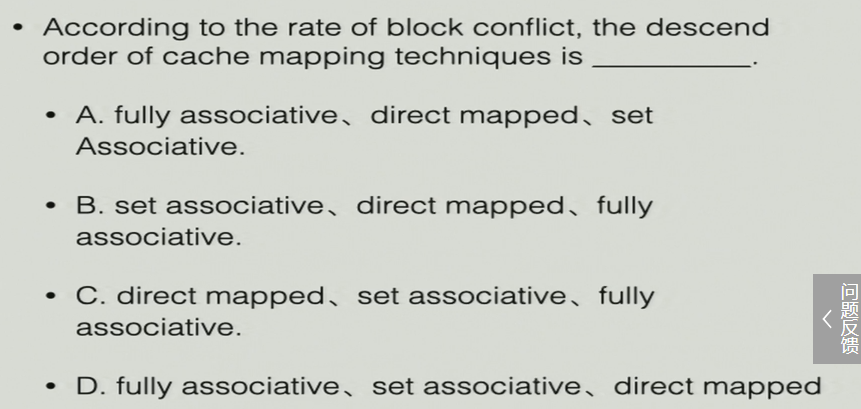 • According to the rate of block conflict, the descend
order of cache mapping techniques is __________.
• A. fully associative、direct mapped、set
Associative.
• B. set associative、direct mapped、fully
associative.
• C. direct mapped、set associative、fully
associative.
• D. fully associative、set associative、direct mapped
问题反馈